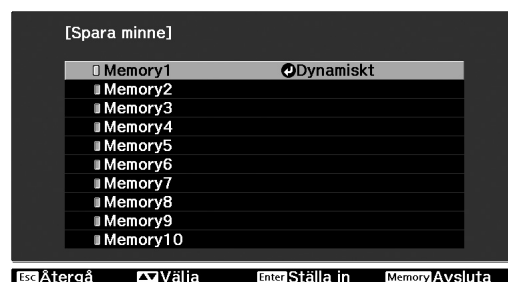 [Spara minne]
Memory1 Dynamiskt
Memory2
Memory3
Memory4
Memory5
Memory6
Memory7
Memory8
Memory9
Memory10
Esc Återgå Välja Enter Ställa in Memory Avsluta